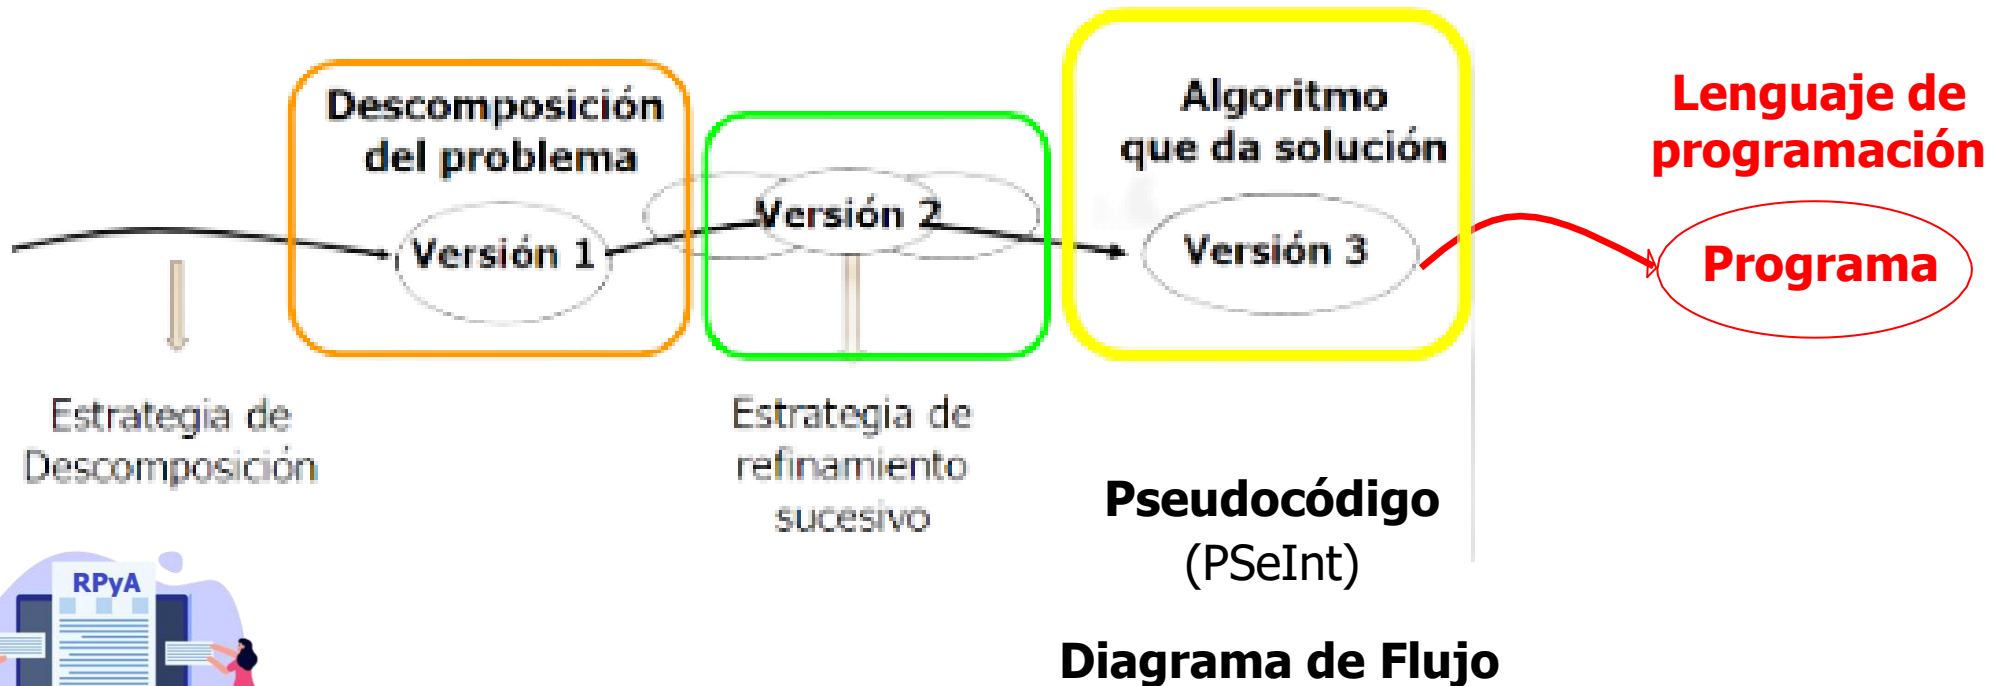 Descomposición
del problema
Versión 1
Versión 2
Algoritmo
que da solución
Versión 3
Lenguaje de
programación
Programa
Estrategia de
Descomposición
Estrategia de
refinamiento
sucesivo
Pseudocódigo
(PSeInt)
Diagrama de Flujo
RPyA